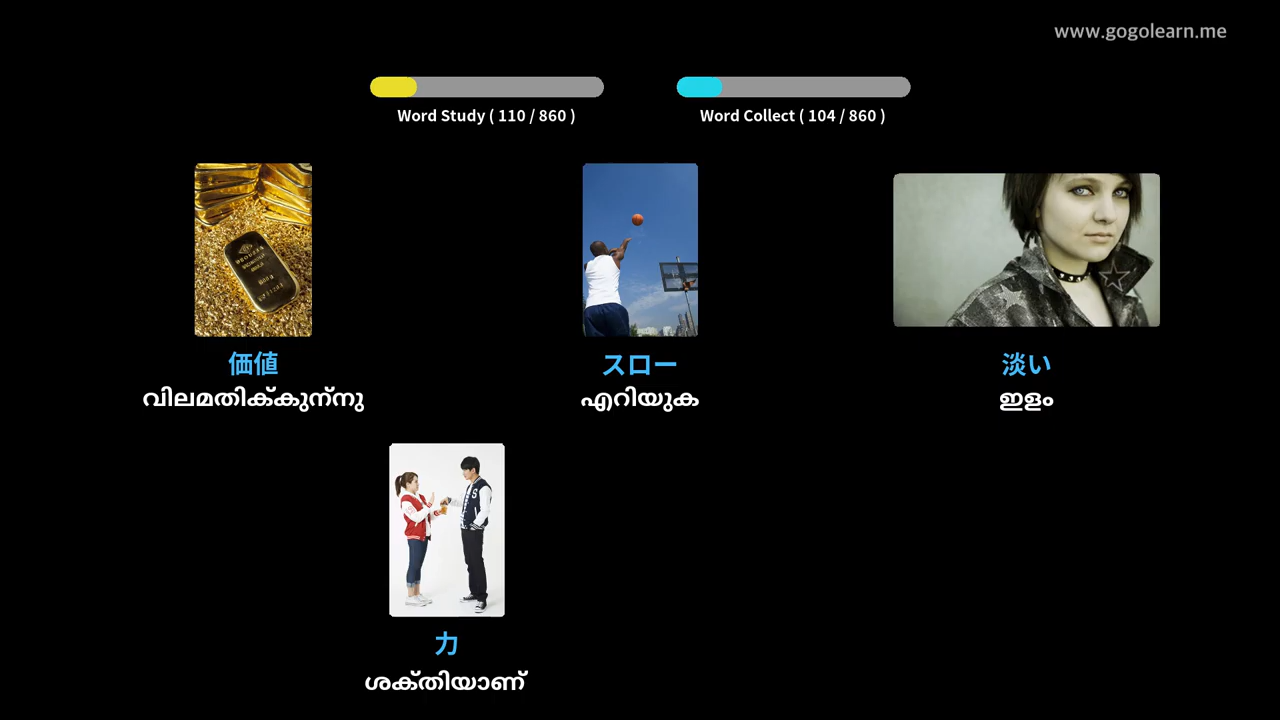 www.gogolearn.me
Word Study ( 110 / 860 )
Word Collect ( 104 / 860 )
価値
വിലമതിക്കുന്നു
スロー
എറിയുക
淡い
ഇളം
力
ശക്തിയാണ്